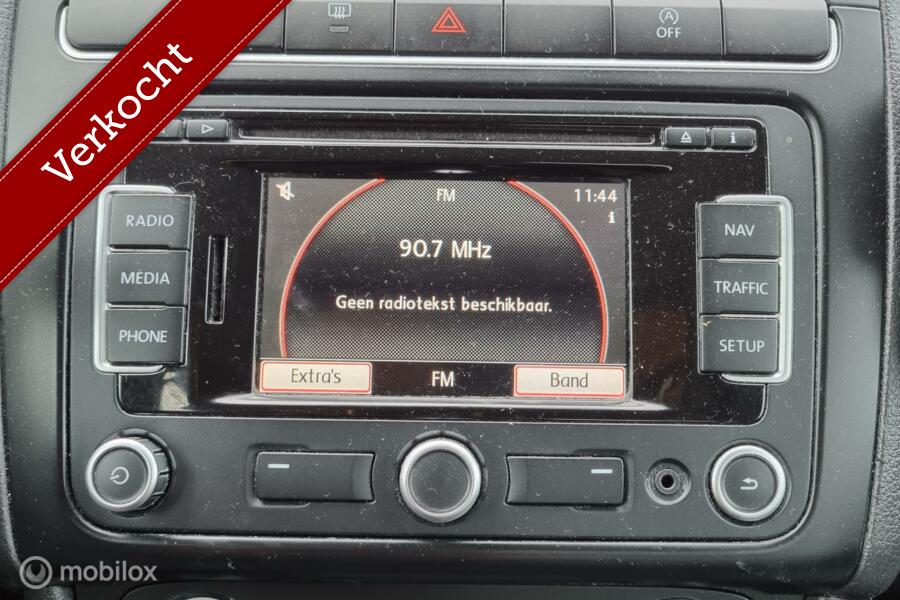 Verkocht
A
OFF
i
FM
11:44
i
90.7 MHz
Geen radiotekst beschikbaar.
Extra's
FM
Band
RADIO
MEDIA
PHONE
NAV
TRAFFIC
SETUP
mobilox